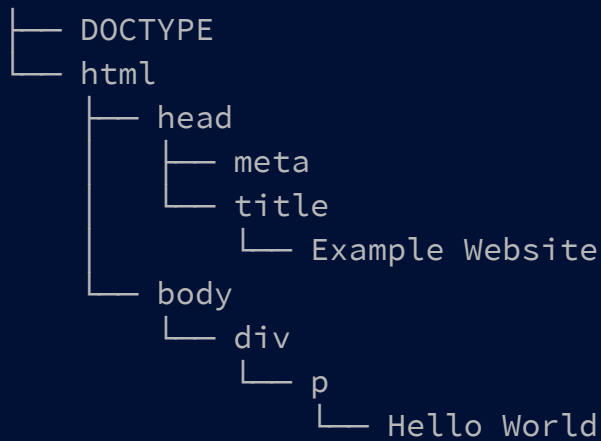 ├── DOCTYPE
└── html
    ├── head
    │   ├── meta
    │   └── title
    │       └── Example Website
    └── body
        └── div
            └── p
                └── Hello World